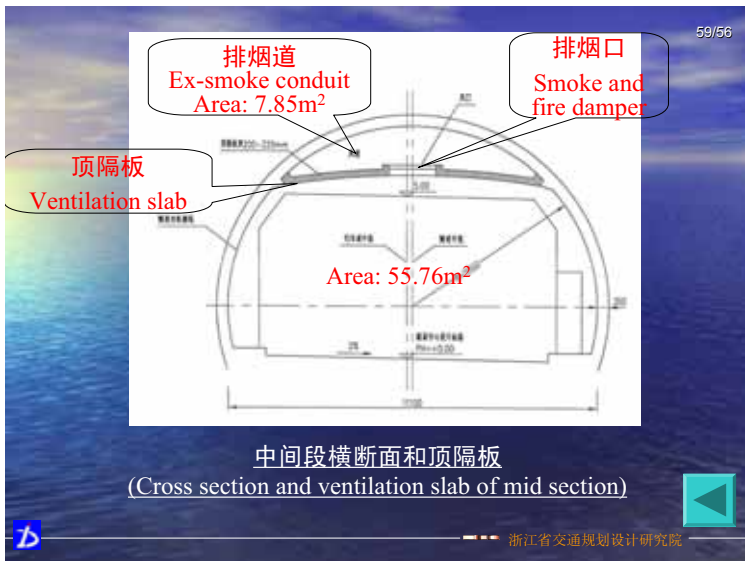 59/56
排烟道
Ex-smoke conduit
Area: 7.85m²
排烟口
Smoke and
fire damper
顶隔板
Ventilation slab
5.00
Area: 55.76m²
中间段横断面和顶隔板
(Cross section and ventilation slab of mid section)
浙江省交通规划设计研究院